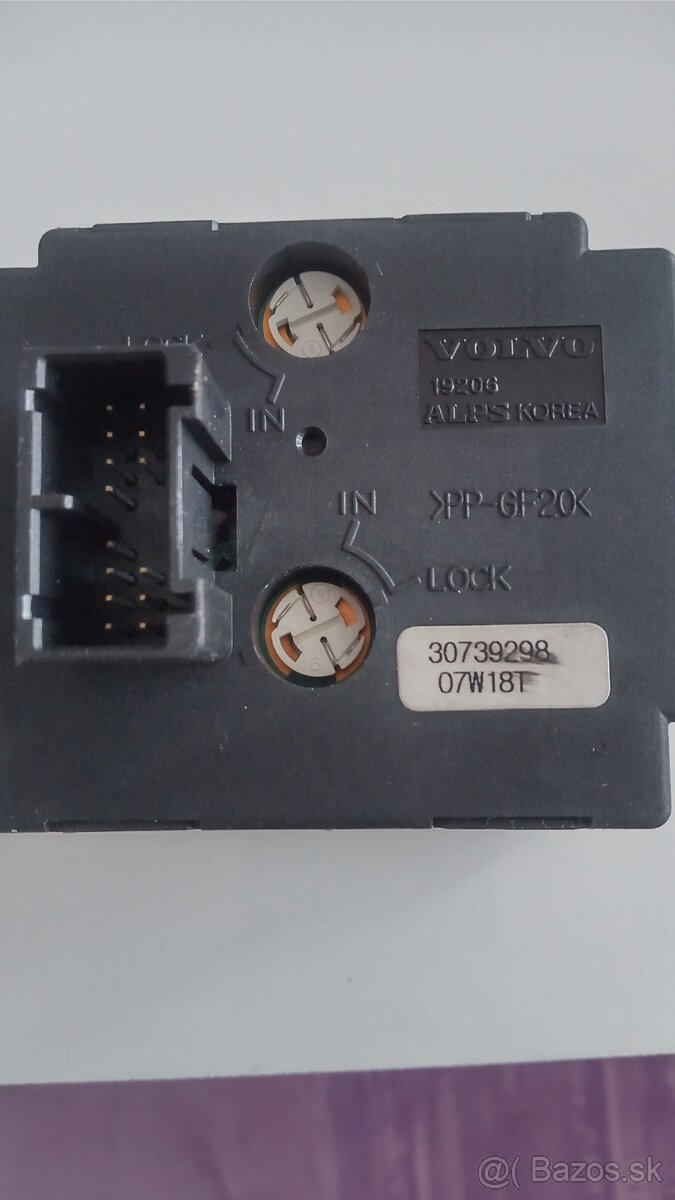 LOCK
VOLVO
19206
ALPS KOREA
IN
IN
>PP-GF20<
LOCK
30739298
07W18T
@( Bazos.sk